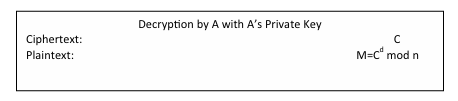 Decryption by A with A's Private Key
Ciphertext: C
Plaintext: M=C^d mod n